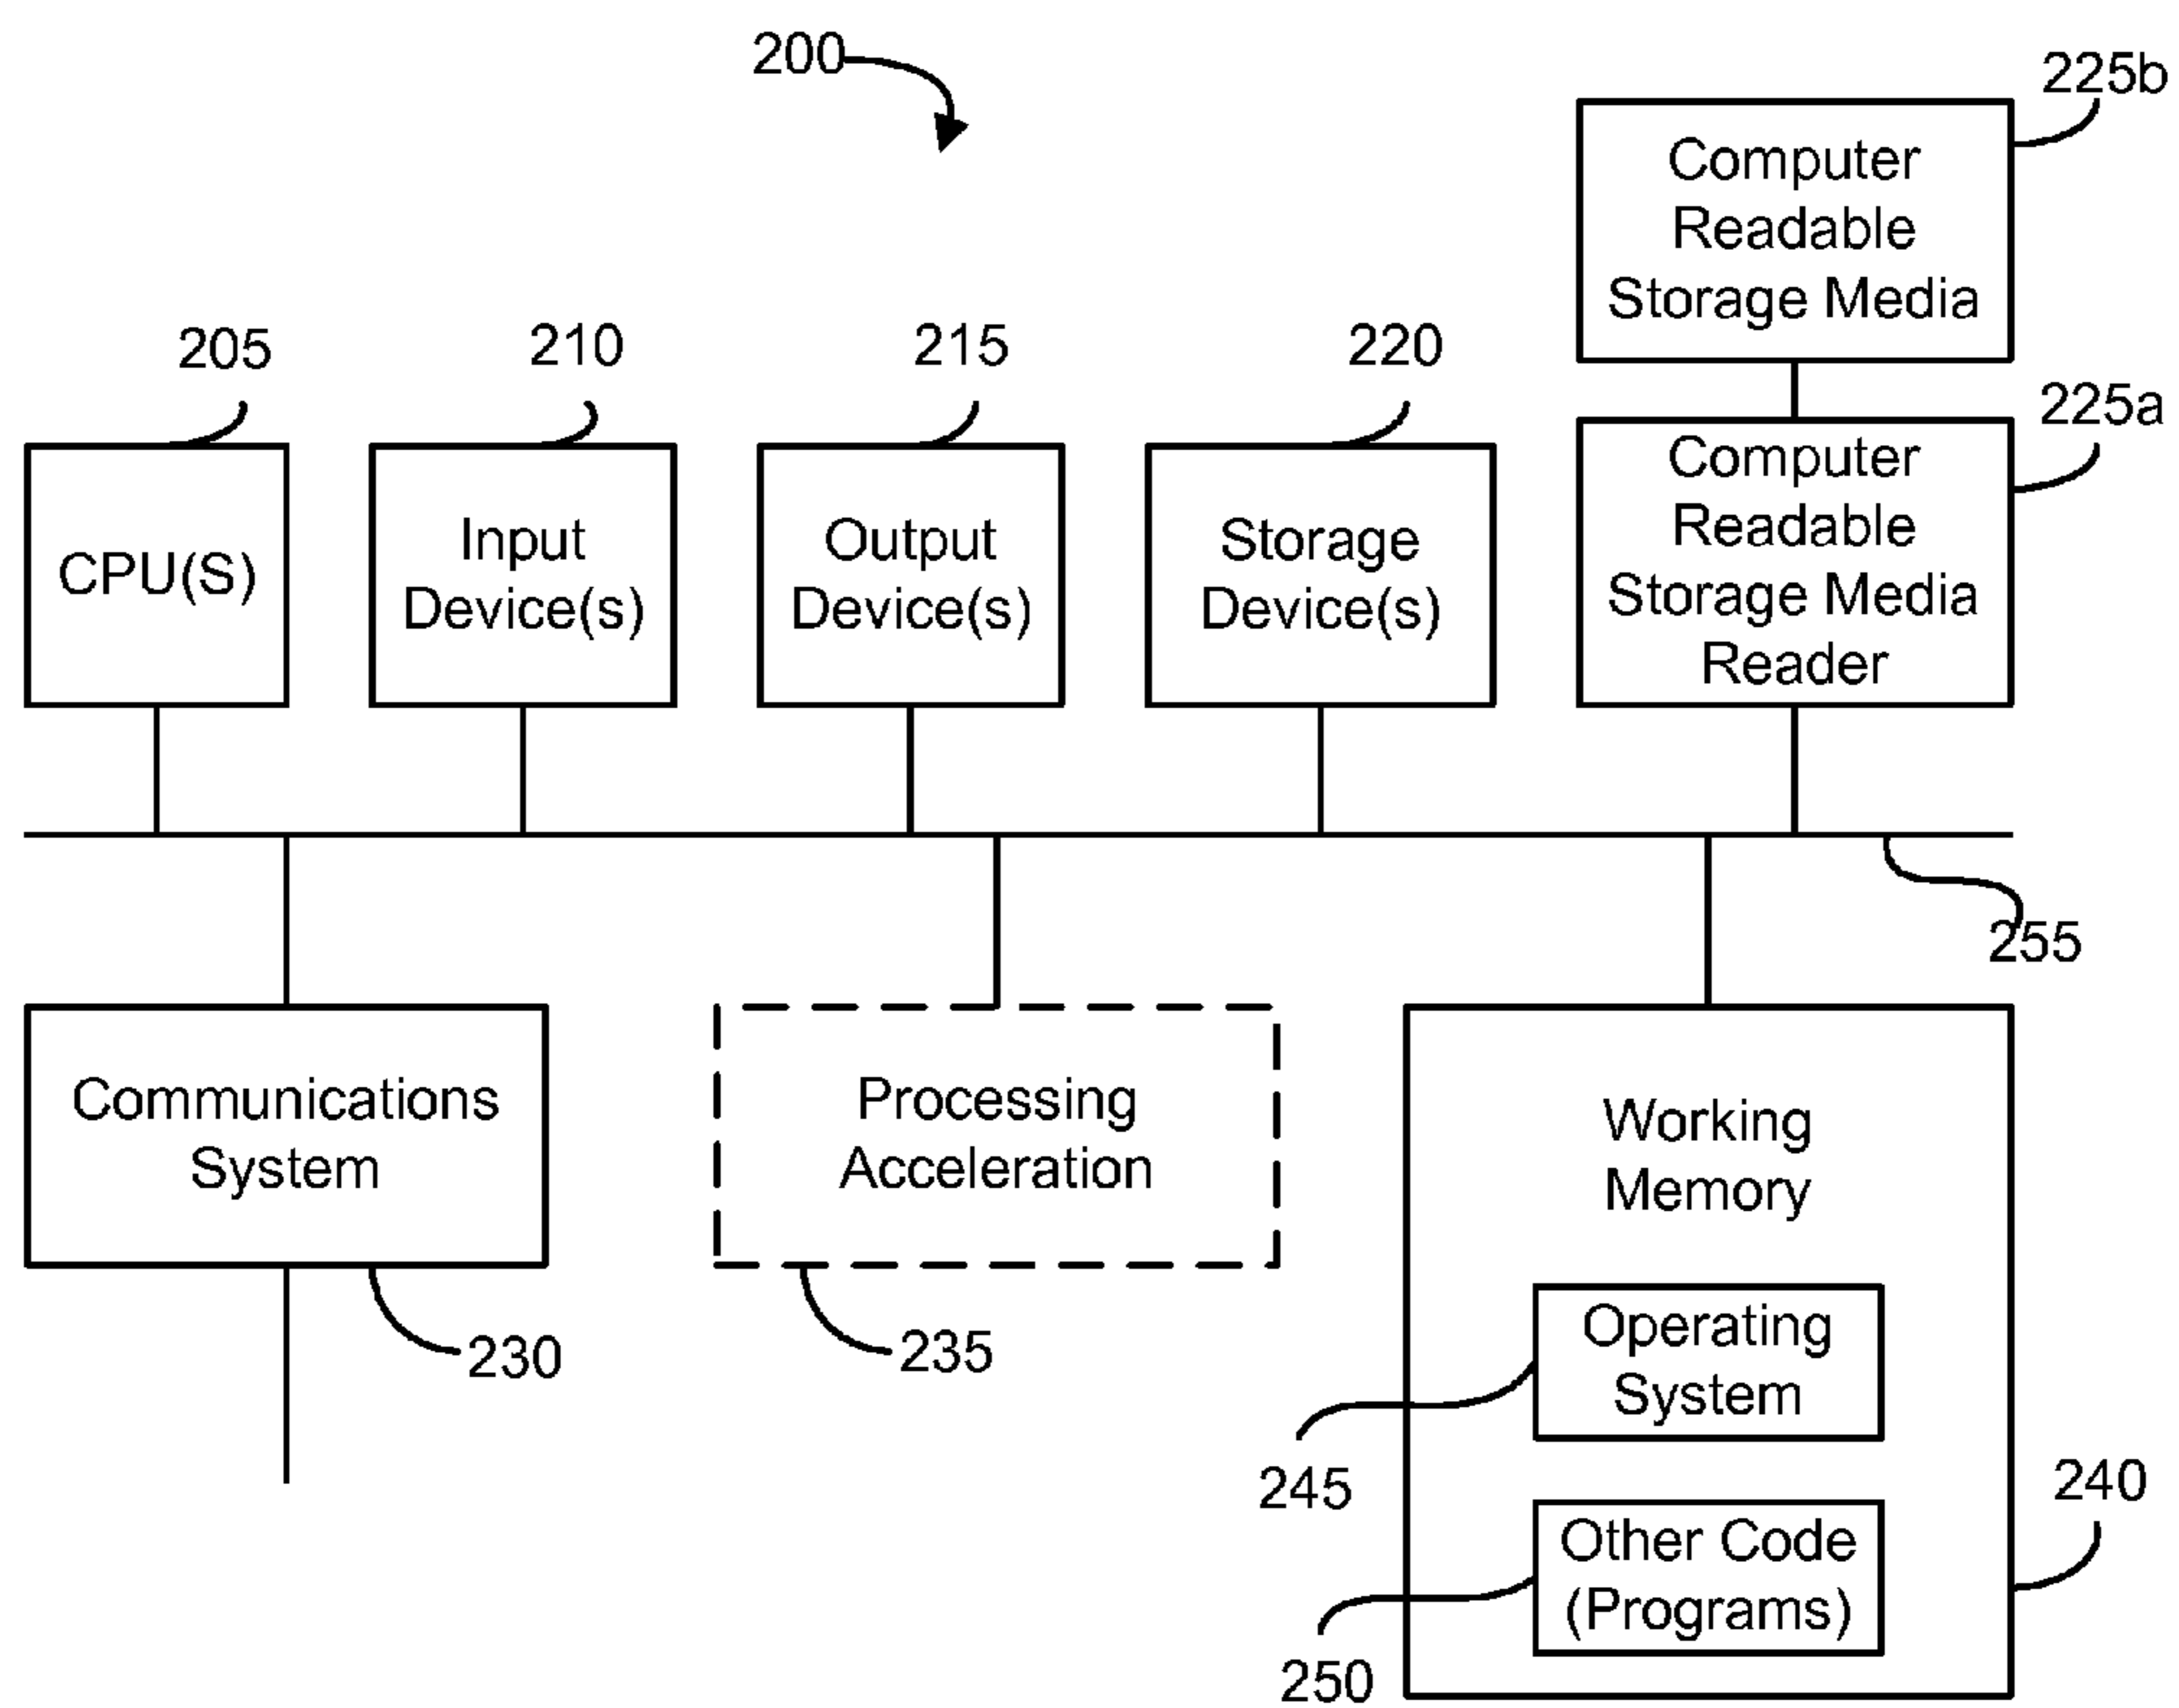 200
225b
Computer
Readable
Storage Media
205
210
215
220
225a
CPU(S)
Input
Device(s)
Output
Device(s)
Storage
Device(s)
Computer
Readable
Storage Media
Reader
255
Communications
System
Processing
Acceleration
Working
Memory
230
235
Operating
System
245
240
Other Code
(Programs)
250